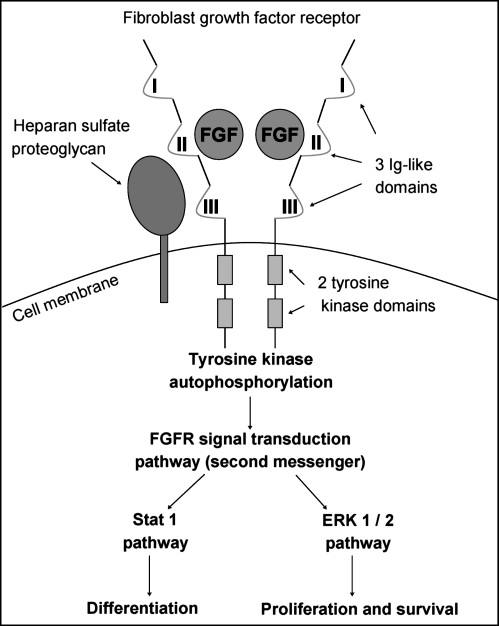 Fibroblast growth factor receptor
I
I
Heparan sulfate
proteoglycan
II
FGF
FGF
II
3 Ig-like
domains
III
III
Cell membrane
2 tyrosine
kinase domains
Tyrosine kinase
autophosphorylation
FGFR signal transduction
pathway (second messenger)
Stat 1
pathway
ERK 1 / 2
pathway
Differentiation
Proliferation and survival